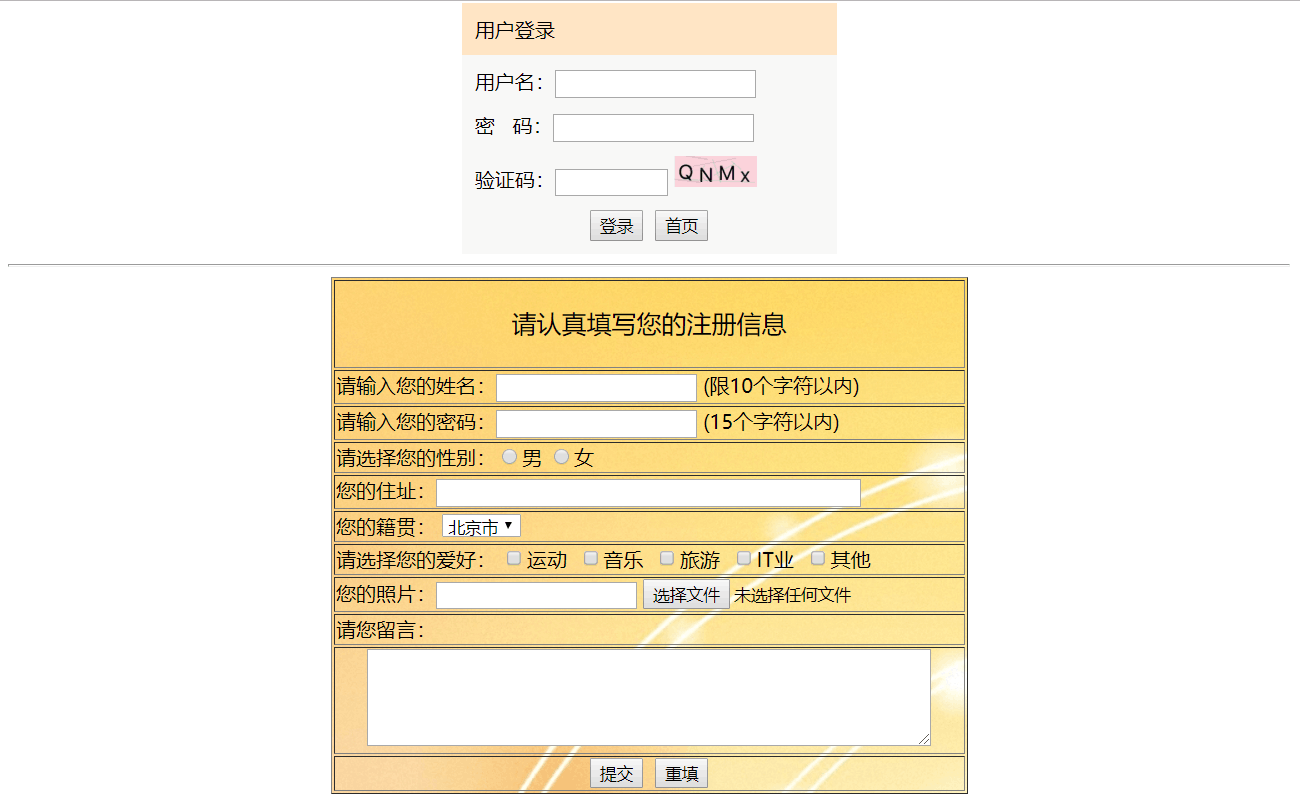 用户登录
用户名：
密 码：
验证码： QNMx
登录 首页
请认真填写您的注册信息
请输入您的姓名： (限10个字符以内)
请输入您的密码： (15个字符以内)
请选择您的性别： 男 女
您的住址：
您的籍贯： 北京市
请选择您的爱好： 运动 音乐 旅游 IT业 其他
您的照片： 选择文件 未选择任何文件
请您留言：
提交 重填